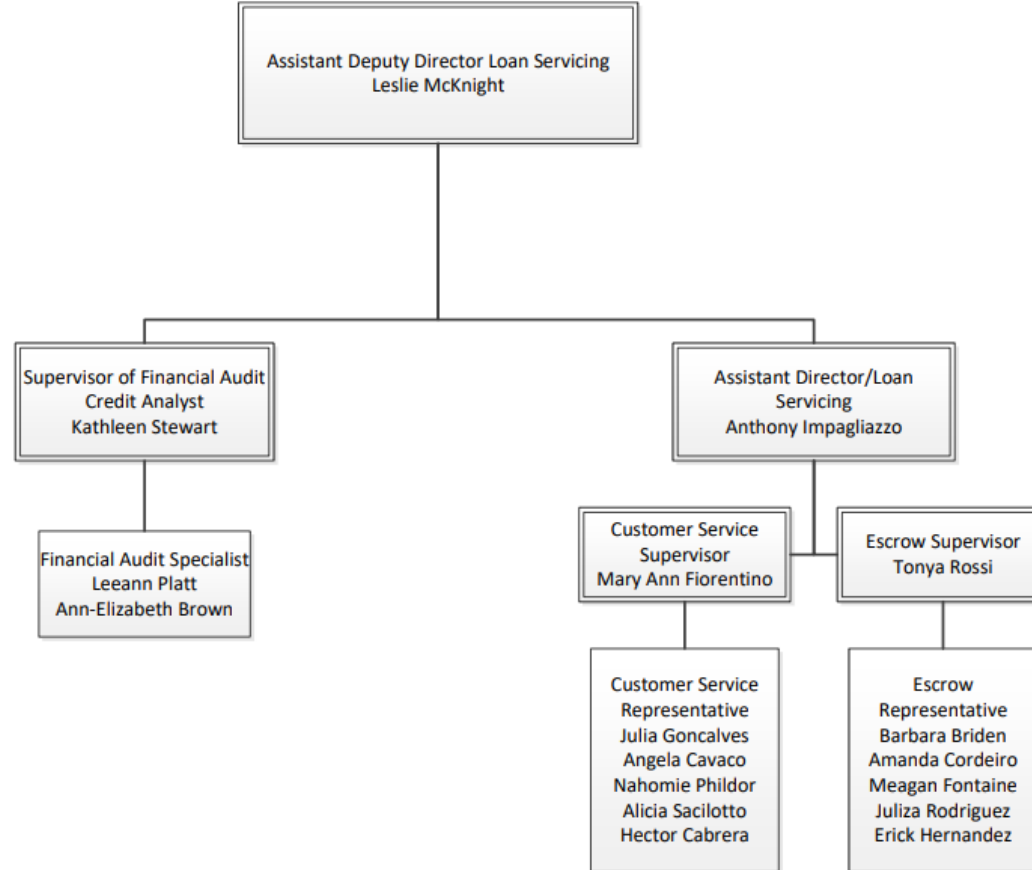 Assistant Deputy Director Loan Servicing
Leslie McKnight
Supervisor of Financial Audit
Credit Analyst
Kathleen Stewart
Assistant Director/Loan
Servicing
Anthony Impagliazzo
Financial Audit Specialist
Leeann Platt
Ann-Elizabeth Brown
Customer Service
Supervisor
Mary Ann Fiorentino
Escrow Supervisor
Tonya Rossi
Customer Service
Representative
Julia Goncalves
Angela Cavaco
Nahomie Phildor
Alicia Sacilotto
Hector Cabrera
Escrow
Representative
Barbara Briden
Amanda Cordeiro
Meagan Fontaine
Juliza Rodriguez
Erick Hernandez